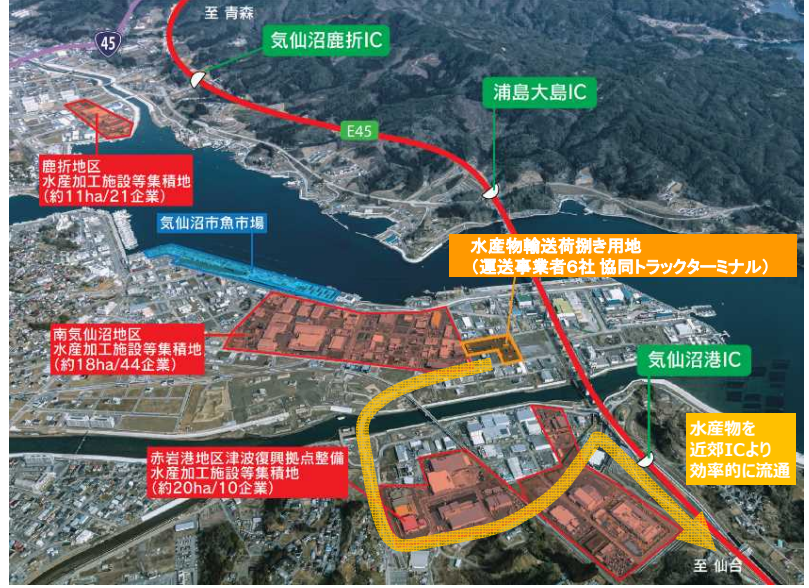 至 青森
45
気仙沼鹿折IC
浦島大島IC
E45
鹿折地区
水産加工施設等集積地
(約11ha/21企業)
気仙沼市魚市場
水産物輸送荷捌き用地
(運送事業者6社 協同トラックターミナル)
南気仙沼地区
水産加工施設等集積地
(約18ha/44企業)
気仙沼港IC
水産物を
近郊ICより
効率的に流通
赤岩港地区津波復興拠点整備
水産加工施設等集積地
(約20ha/10企業)
至 仙台